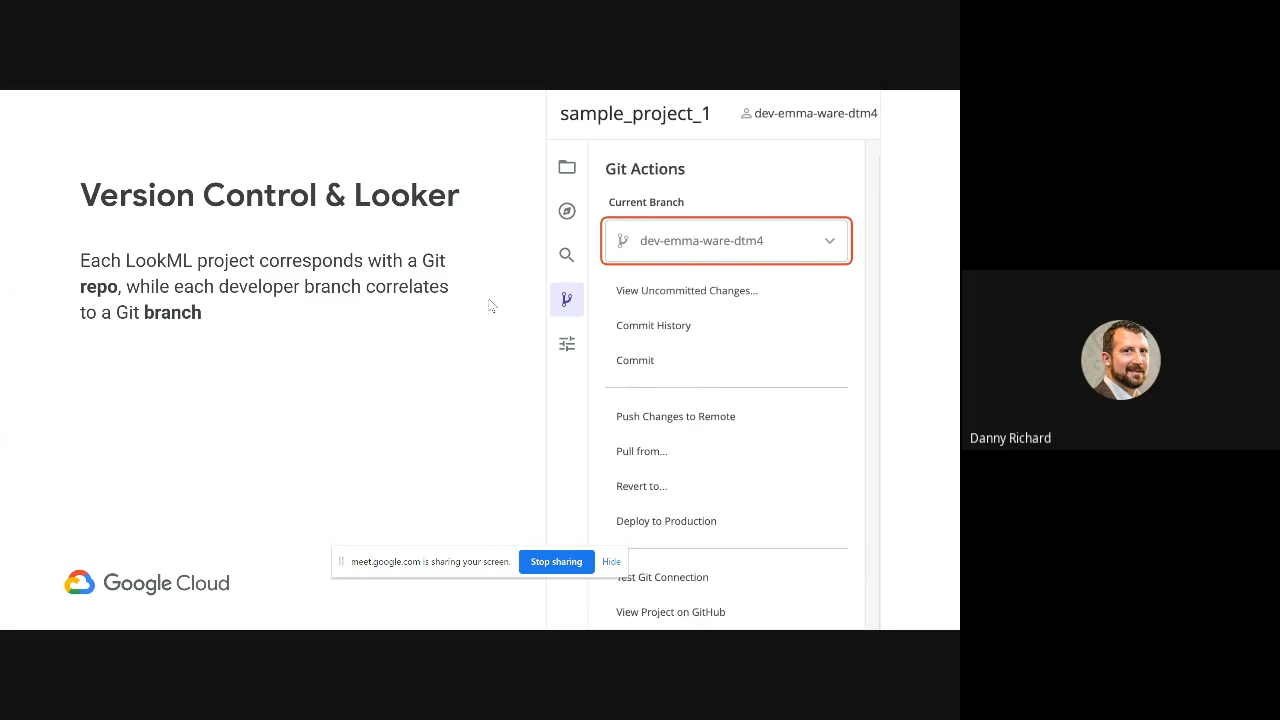 sample_project_1
dev-emma-ware-dtm4
Version Control & Looker
Each LookML project corresponds with a Git
repo, while each developer branch correlates
to a Git branch
Git Actions
Current Branch
dev-emma-ware-dtm4
View Uncommitted Changes...
Commit History
Commit
Push Changes to Remote
Pull from...
Revert to...
Deploy to Production
Test Git Connection
View Project on GitHub
meet.google.com is sharing your screen.
Stop sharing
Hide
Google Cloud
Danny Richard